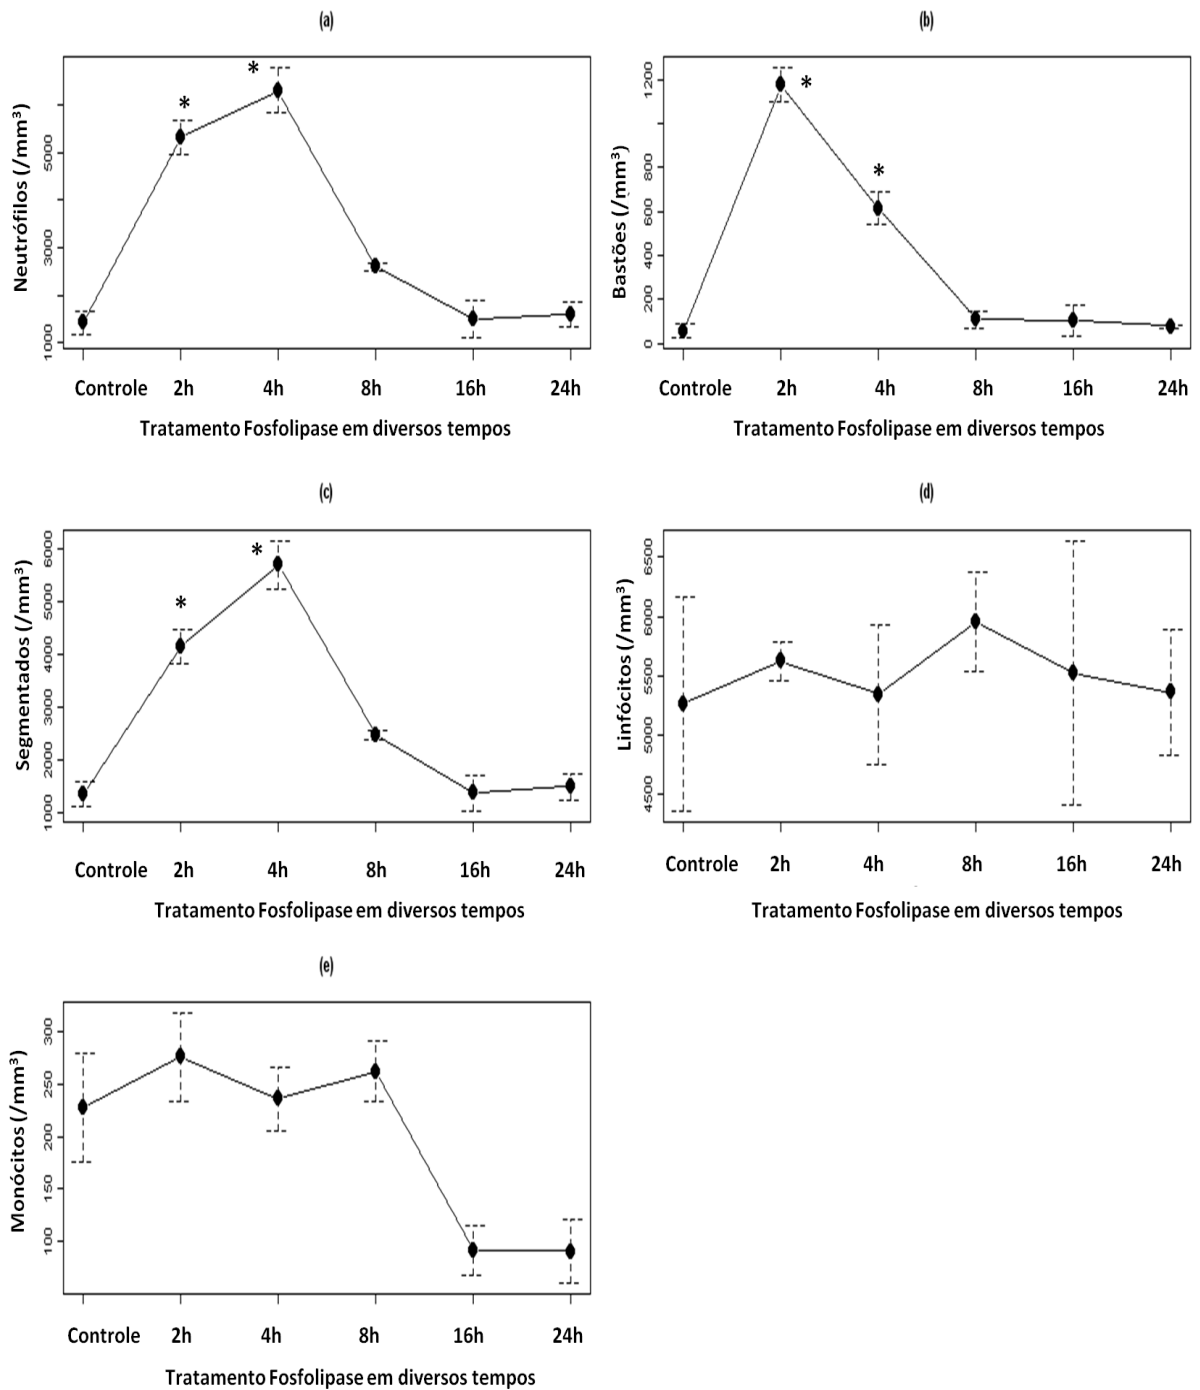 (a)
Neutrófilos (/mm³)
5000
3000
1000
*
*
Controle 2h 4h 8h 16h 24h
Tratamento Fosfolipase em diversos tempos
(b)
Bastões (/mm³)
1200
800
600
400
200
0
*
*
Controle 2h 4h 8h 16h 24h
Tratamento Fosfolipase em diversos tempos
(c)
Segmentados (/mm³)
6000
5000
4000
3000
2000
1000
*
*
Controle 2h 4h 8h 16h 24h
Tratamento Fosfolipase em diversos tempos
(d)
Linfócitos (/mm³)
6500
6000
5500
5000
4500
Controle 2h 4h 8h 16h 24h
Tratamento Fosfolipase em diversos tempos
(e)
Monócitos (/mm³)
300
250
200
150
100
Controle 2h 4h 8h 16h 24h
Tratamento Fosfolipase em diversos tempos